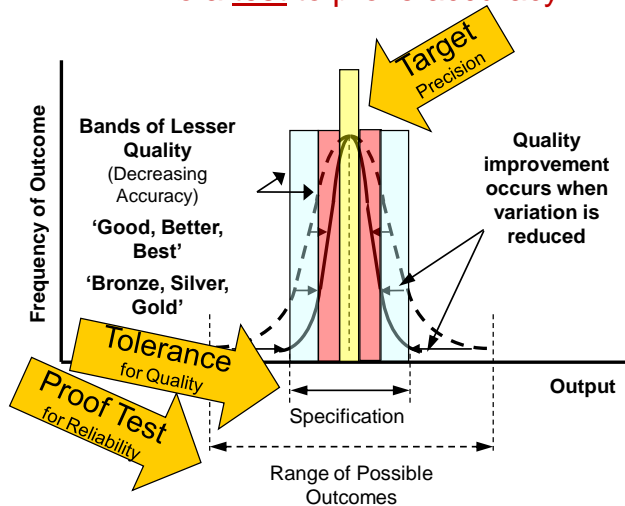 Target
Precision
Frequency of Outcome
Bands of Lesser
Quality
(Decreasing
Accuracy)
‘Good, Better,
Best’
‘Bronze, Silver,
Gold’
Quality
improvement
occurs when
variation is
reduced
Tolerance
for Quality
Proof Test
for Reliability
Output
Specification
Range of Possible
Outcomes